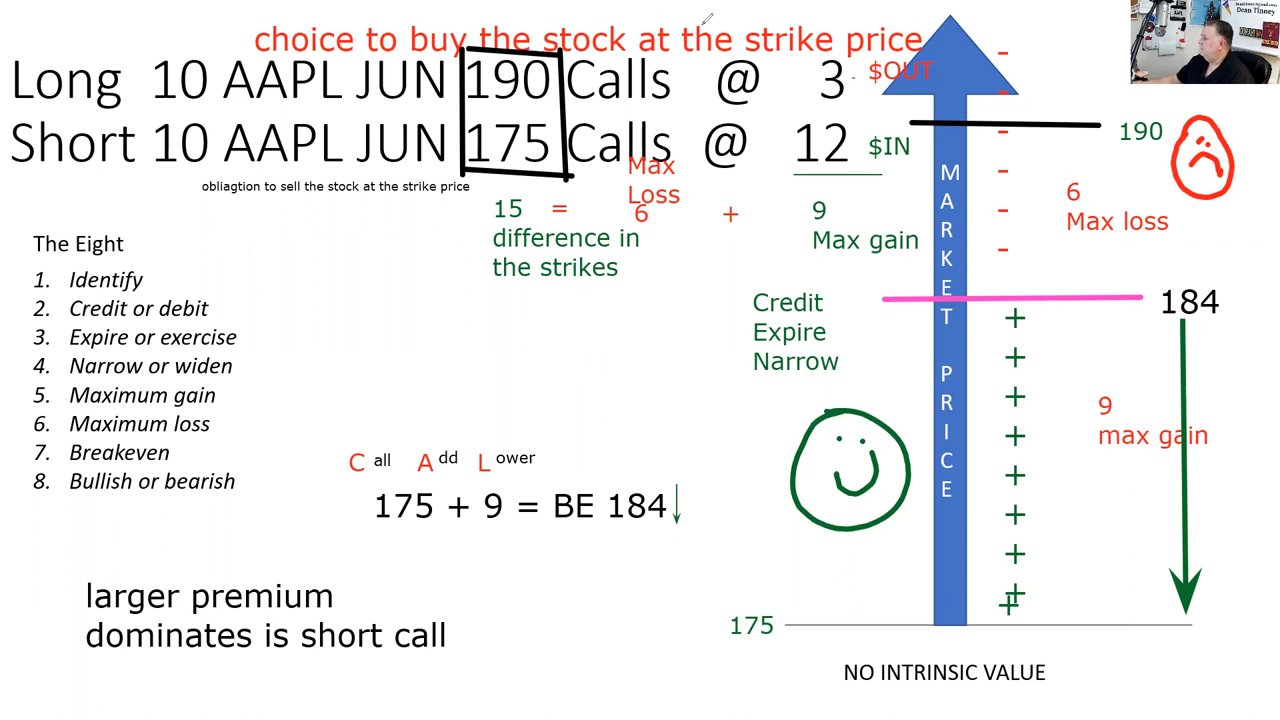 choice to buy the stock at the strike price
Long 10 AAPL JUN 190 Calls @ 3 $OUT
Short 10 AAPL JUN 175 Calls @ 12 $IN
obliagtion to sell the stock at the strike price
Max
Loss
15 = 6 + 9
difference in
the strikes
Max gain
The Eight
1. Identify
2. Credit or debit
3. Expire or exercise
4. Narrow or widen
5. Maximum gain
6. Maximum loss
7. Breakeven
8. Bullish or bearish
C all A dd L ower
175 + 9 = BE 184
larger premium
dominates is short call
Credit
Expire
Narrow
MARKET PRICE
190
6
Max loss
184
9
max gain
175
NO INTRINSIC VALUE
Dean Tinney